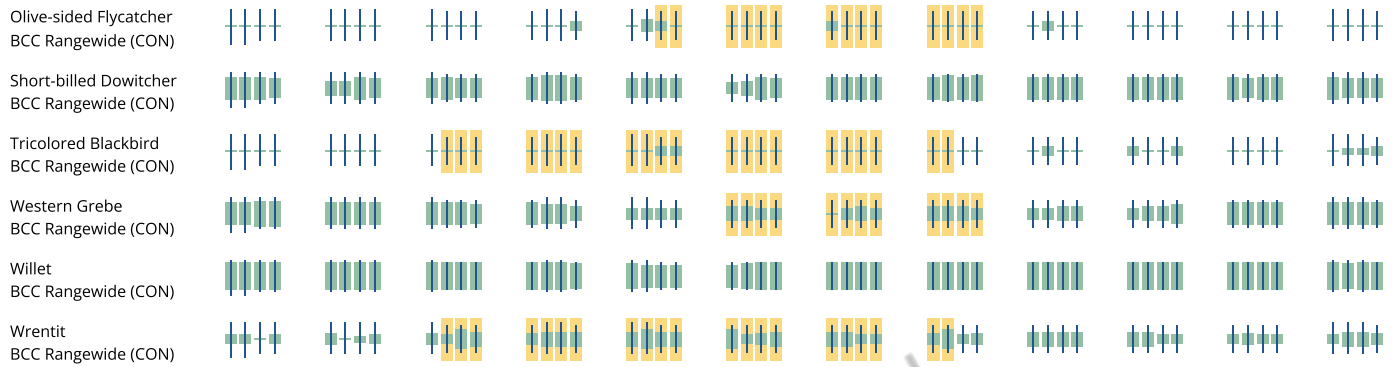 Olive-sided Flycatcher
BCC Rangewide (CON)
Short-billed Dowitcher
BCC Rangewide (CON)
Tricolored Blackbird
BCC Rangewide (CON)
Western Grebe
BCC Rangewide (CON)
Willet
BCC Rangewide (CON)
Wrentit
BCC Rangewide (CON)